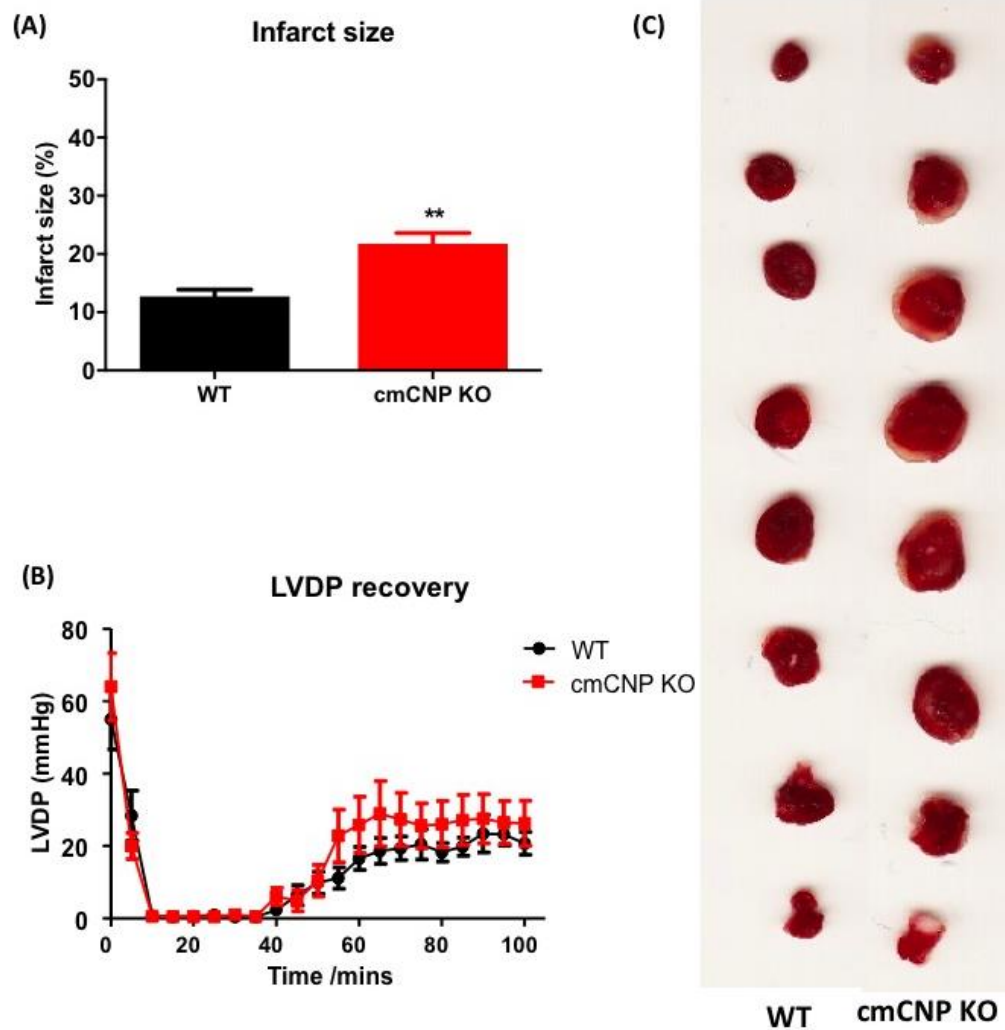 (A)
Infarct size
50
40
30
20
10
0
Infarct size (%)
**
WT
cmCNP KO
(B)
LVDP recovery
80
60
40
20
0
LVDP (mmHg)
WT
cmCNP KO
0 20 40 60 80 100
Time /mins
(C)
WT cmCNP KO